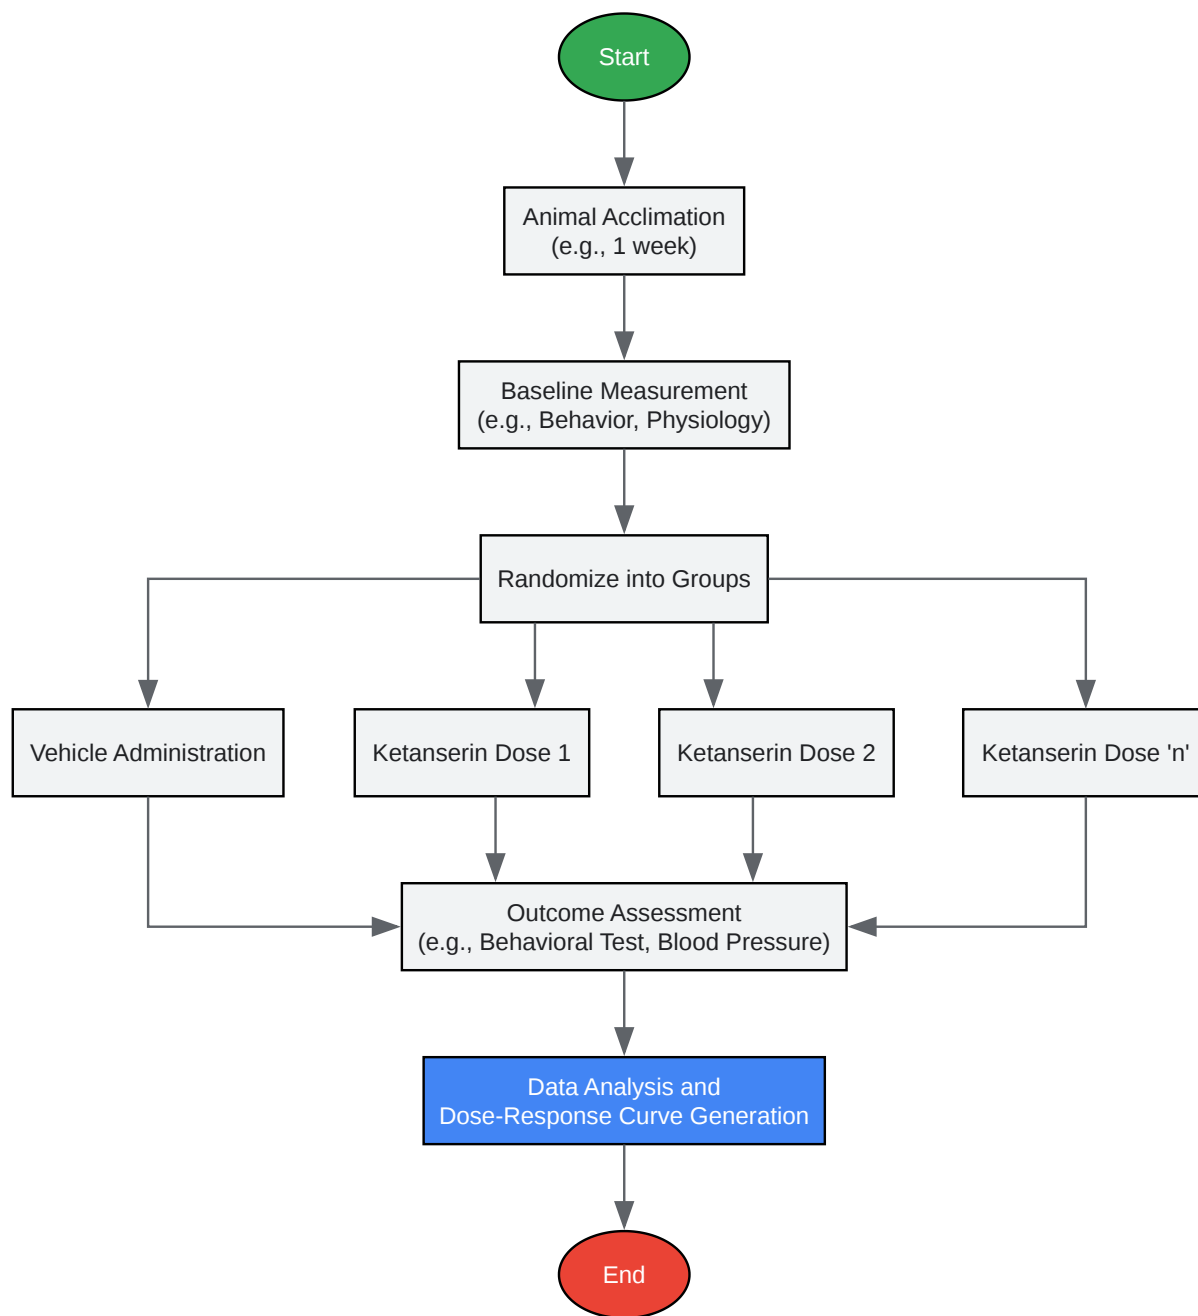 Start
Animal Acclimation
(e.g., 1 week)
Baseline Measurement
(e.g., Behavior, Physiology)
Randomize into Groups
Vehicle Administration
Ketanserin Dose 1
Ketanserin Dose 2
Ketanserin Dose 'n'
Outcome Assessment
(e.g., Behavioral Test, Blood Pressure)
Data Analysis and
Dose-Response Curve Generation
End